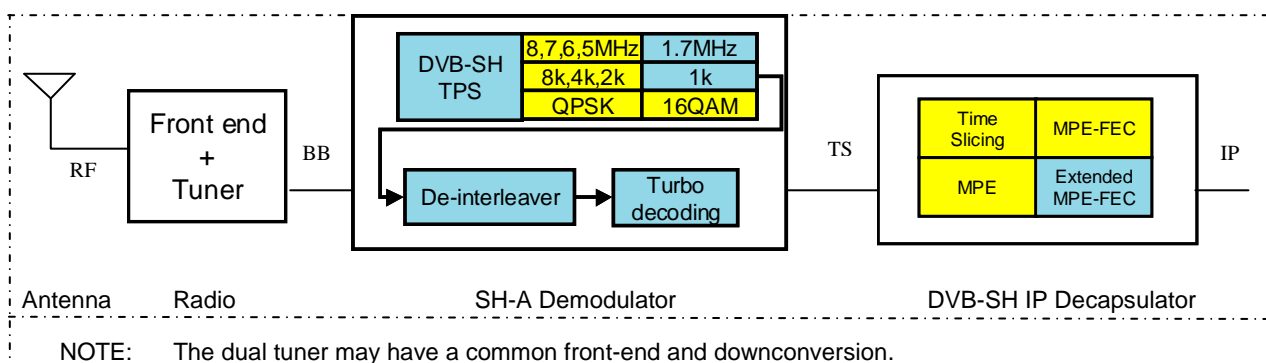 DVB-SH
TPS
8,7,6,5MHz
1.7MHz
8k,4k,2k
1k
QPSK
16QAM
Front end
+
Tuner
RF
BB
De-interleaver
Turbo
decoding
TS
Time
Slicing
MPE-FEC
MPE
Extended
MPE-FEC
IP
Antenna
Radio
SH-A Demodulator
DVB-SH IP Decapsulator
NOTE: The dual tuner may have a common front-end and downconversion.